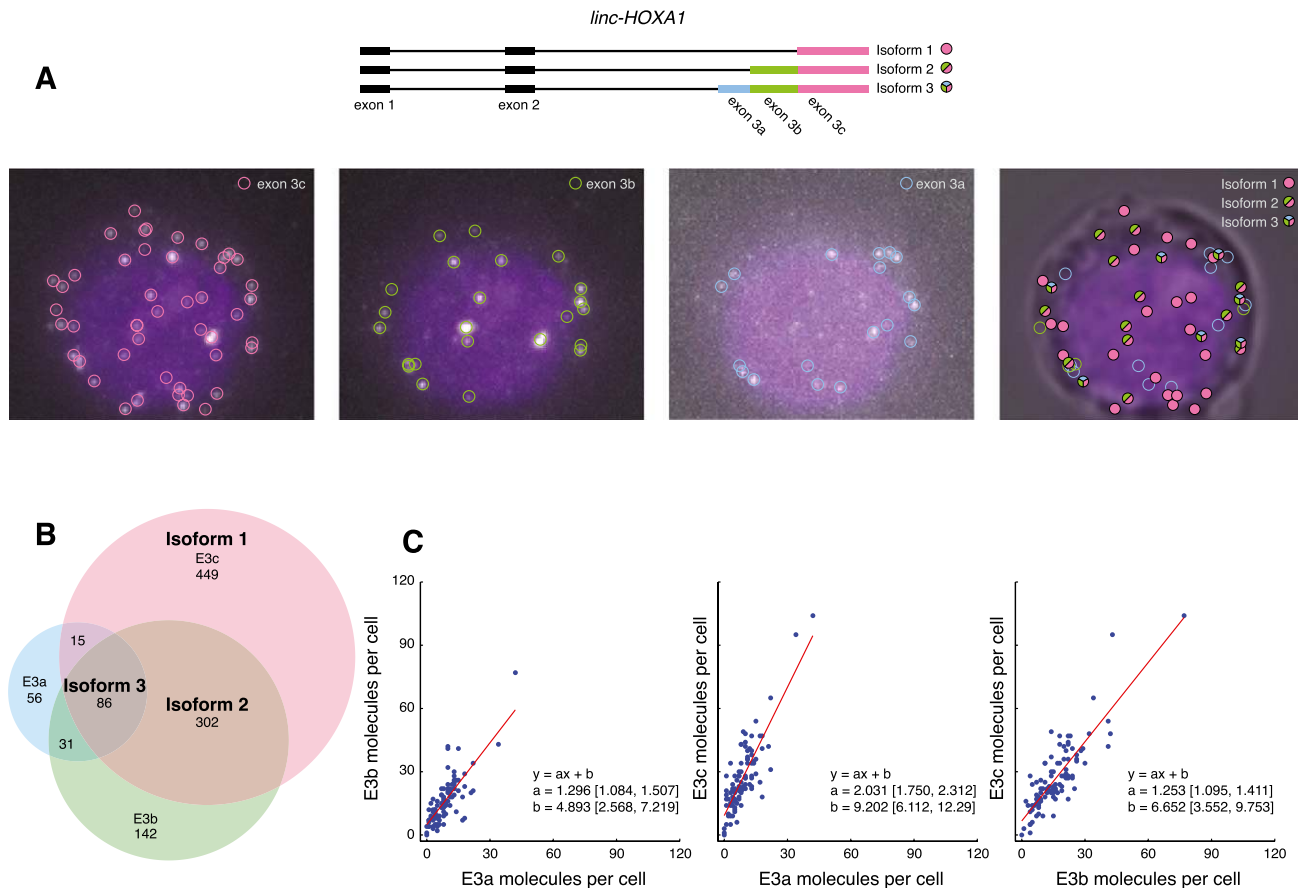 linc-HOXA1
A
Isoform 1
Isoform 2
Isoform 3
exon 1
exon 2
exon 3a
exon 3b
exon 3c
exon 3c
exon 3b
exon 3a
Isoform 1
Isoform 2
Isoform 3
B
Isoform 1
E3c
449
15
E3a
56
Isoform 3
86
Isoform 2
302
31
E3b
142
C
E3b molecules per cell
120
90
60
30
0
y = ax + b
a = 1.296 [1.084, 1.507]
b = 4.893 [2.568, 7.219]
0 30 60 90 120
E3a molecules per cell
E3c molecules per cell
y = ax + b
a = 2.031 [1.750, 2.312]
b = 9.202 [6.112, 12.29]
0 30 60 90 120
E3a molecules per cell
E3c molecules per cell
y = ax + b
a = 1.253 [1.095, 1.411]
b = 6.652 [3.552, 9.753]
0 30 60 90 120
E3b molecules per cell